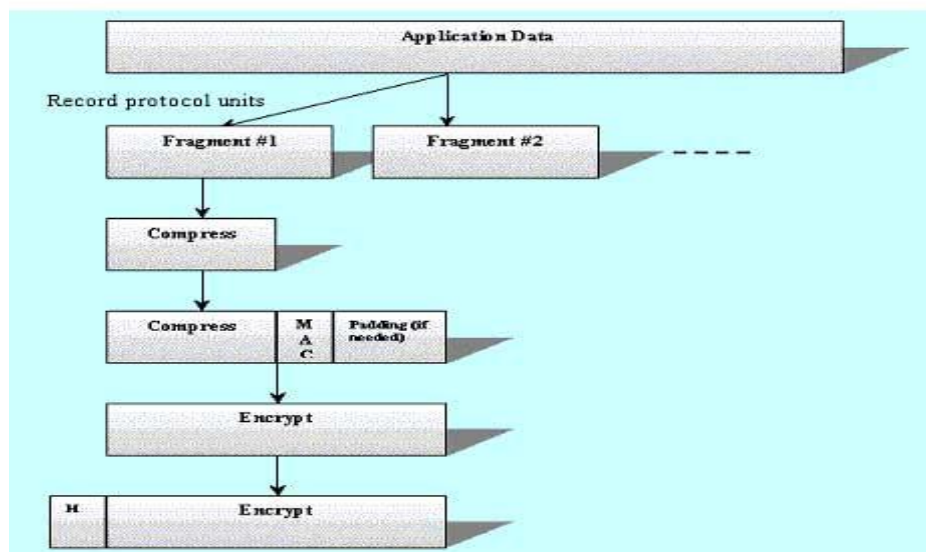 Application Data
Record protocol units
Fragment #1
Fragment #2
Compress
Compress
M
A
C
Padding (if
needed)
Encrypt
H
Encrypt